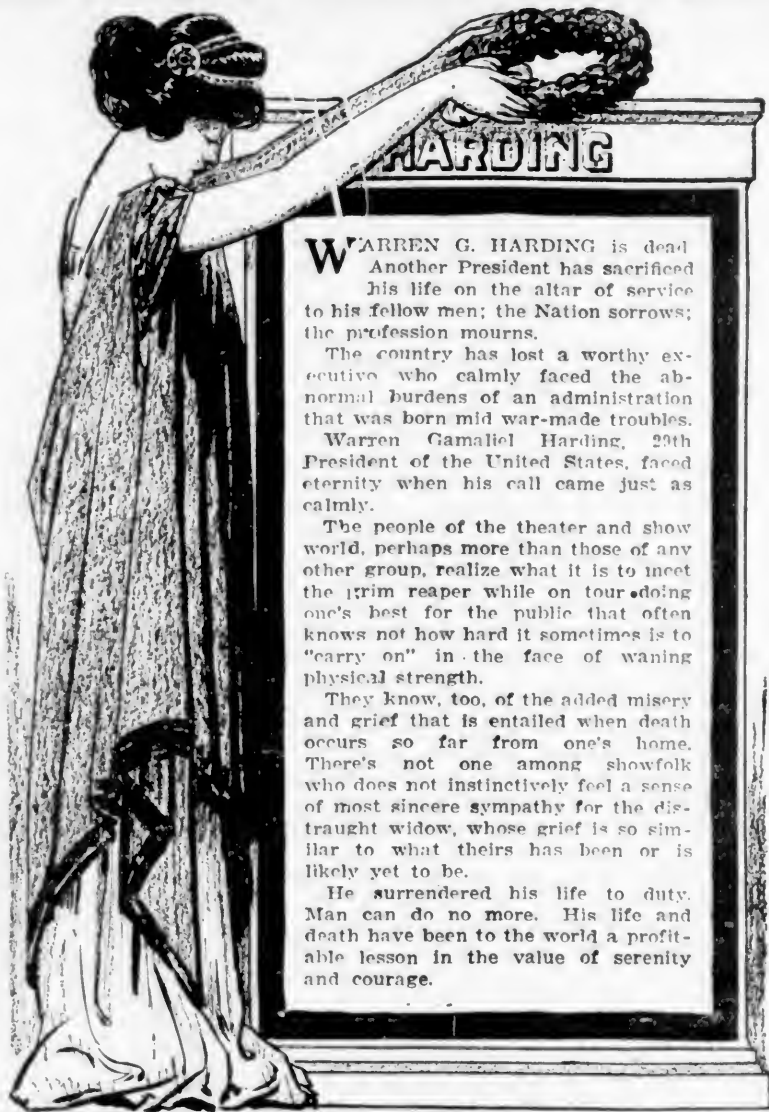 HARDING
WARREN G. HARDING is dead
Another President has sacrificed
his life on the altar of service
to his fellow men; the Nation sorrows;
the profession mourns.
The country has lost a worthy ex-
ecutive who calmly faced the ab-
normal burdens of an administration
that was born mid war-made troubles.
Warren Gamaliel Harding, 29th
President of the United States, faced
eternity when his call came just as
calmly.
The people of the theater and show
world, perhaps more than those of any
other group, realize what it is to meet
the grim reaper while on tour doing
one's best for the public that often
knows not how hard it sometimes is to
"carry on" in the face of waning
physical strength.
They know, too, of the added misery
and grief that is entailed when death
occurs so far from one's home.
There's not one among showfolk
who does not instinctively feel a sense
of most sincere sympathy for the dis-
traught widow, whose grief is so sim-
ilar to what theirs has been or is
likely yet to be.
He surrendered his life to duty.
Man can do no more. His life and
death have been to the world a profit-
able lesson in the value of serenity
and courage.